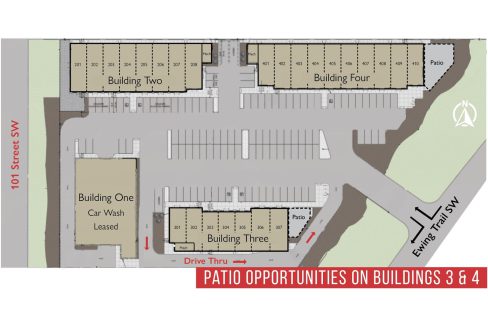 201 202 203 204 205 206 207 208
Building Two
Mech
401 402 403 404 405 406 407 408 409 410
Building Four
Patio
N
101 Street SW
Building One
Car Wash
Leased
301 302 303 304 305 306 307
Building Three
Patio
Ewing Trail SW
Drive Thru
PATIO OPPORTUNITIES ON BUILDINGS 3 & 4